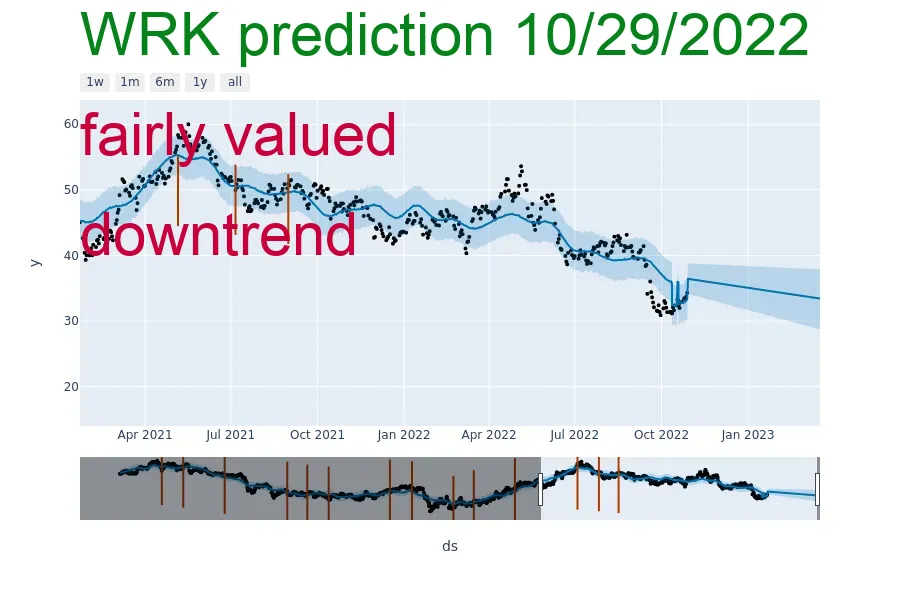 WRK prediction 10/29/2022
1w 1m 6m 1y all
60
fairly valued
50
downtrend
40
y
30
20
Apr 2021 Jul 2021 Oct 2021 Jan 2022 Apr 2022 Jul 2022 Oct 2022 Jan 2023
ds